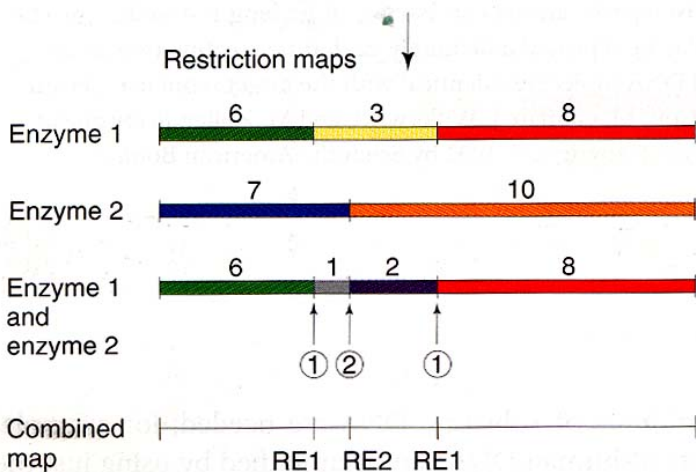 Restriction maps
6 3 8
Enzyme 1
7 10
Enzyme 2
6 1 2 8
Enzyme 1
and
enzyme 2
1 2 1
Combined
map
RE1 RE2 RE1